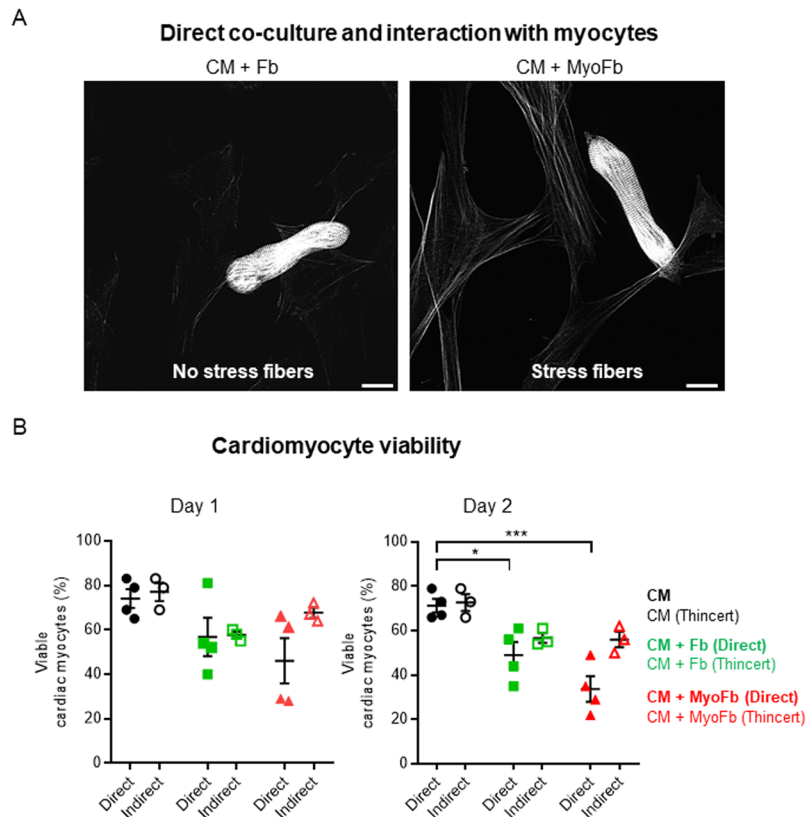 A
Direct co-culture and interaction with myocytes
CM + Fb
CM + MyoFb
No stress fibers
Stress fibers
B
Cardiomyocyte viability
Day 1
Day 2
Viable
cardiac myocytes (%)
100
80
60
40
20
0
Direct
Indirect
Direct
Indirect
Direct
Indirect
Viable
cardiac myocytes (%)
100
80
60
40
20
0
***
*
Direct
Indirect
Direct
Indirect
Direct
Indirect
CM
CM (Thincert)
CM + Fb (Direct)
CM + Fb (Thincert)
CM + MyoFb (Direct)
CM + MyoFb (Thincert)